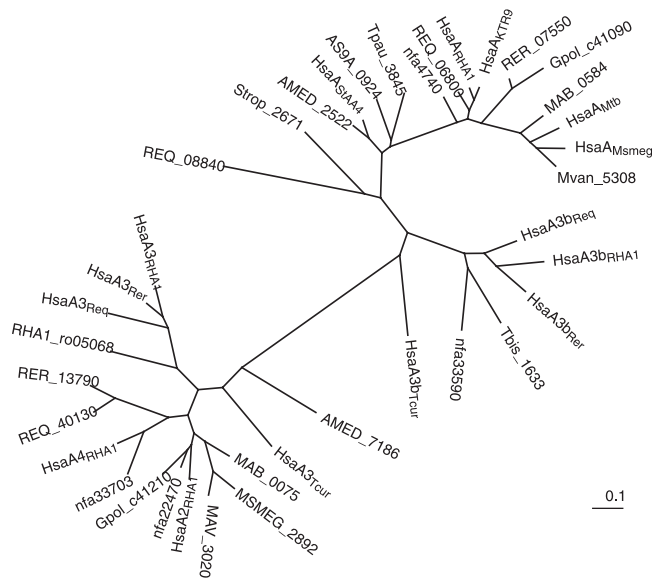 Tpau_3845
AS9A_0924
HsaAStAA4
AMED_2522
Strop_2671
REQ_08840
nfa4740
REQ_06800
HsaARHA1
HsaAKTR9
RER_07550
Gpol_c41090
MAB_0584
HsaAMtb
HsaAMsmeg
Mvan_5308
HsaA3bReq
HsaA3bRHA1
HsaA3bRer
Tbis_1633
nfa33590
HsaA3bTcur
HsaA3RHA1
HsaA3Rer
HsaA3Req
RHA1_ro05068
RER_13790
REQ_40130
HsaA4RHA1
nfa33703
Gpol_c41210
nfa22470
HsaA2RHA1
MAV_3020
MSMEG_2892
MAB_0075
HsaA3Tcur
AMED_7186
0.1